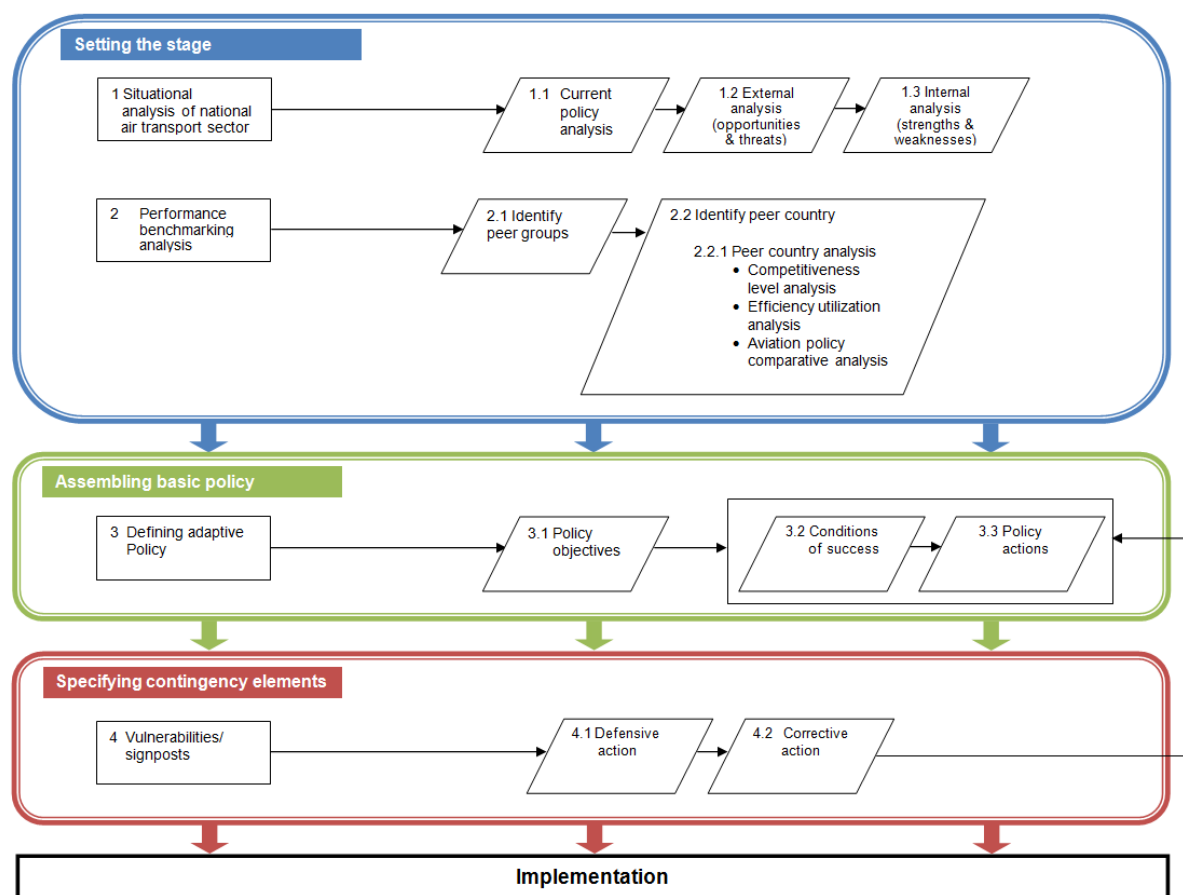 Setting the stage
1 Situational
analysis of national
air transport sector
1.1 Current
policy
analysis
1.2 External
analysis
(opportunities
& threats)
1.3 Internal
analysis
(strengths &
weaknesses)
2 Performance
benchmarking
analysis
2.1 Identify
peer groups
2.2 Identify peer country
2.2.1 Peer country analysis
• Competitiveness
level analysis
• Efficiency utilization
analysis
• Aviation policy
comparative analysis
Assembling basic policy
3 Defining adaptive
Policy
3.1 Policy
objectives
3.2 Conditions
of success
3.3 Policy
actions
Specifying contingency elements
4 Vulnerabilities/
signposts
4.1 Defensive
action
4.2 Corrective
action
Implementation